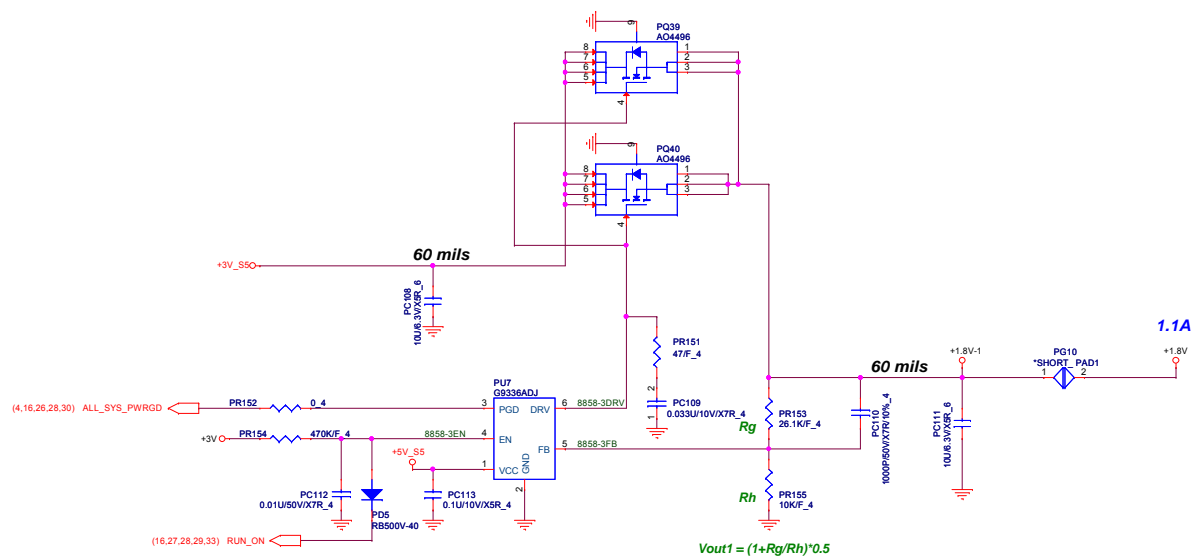 PQ39
AO4496
9
8
7
6
5
1
2
3
4
PQ40
AO4496
9
8
7
6
5
1
2
3
4
+3V_S5
60 mils
PC108
10U/6.3V/X5R_6
PR151
47/F_4
2
1
PC109
0.033U/10V/X7R_4
1.1A
+1.8V-1
+1.8V
60 mils
PG10
*SHORT_PAD1
1
2
PU7
G9336ADJ
(4,16,26,28,30) ALL_SYS_PWRGD
PR152
0_4
3
PGD
DRV
6
8858-3DRV
+3V
PR154
470K/F_4
8858-3EN
4
EN
FB
5
8858-3FB
+5V_S5
1
VCC
GND
2
Rg
PR153
26.1K/F_4
PC110
1000P/50V/X7R/10%_4
PC111
10U/6.3V/X5R_6
PC112
0.01U/50V/X7R_4
PD5
RB500V-40
PC113
0.1U/10V/X5R_4
Rh
PR155
10K/F_4
(16,27,28,29,33) RUN_ON
Vout1 = (1+Rg/Rh)*0.5